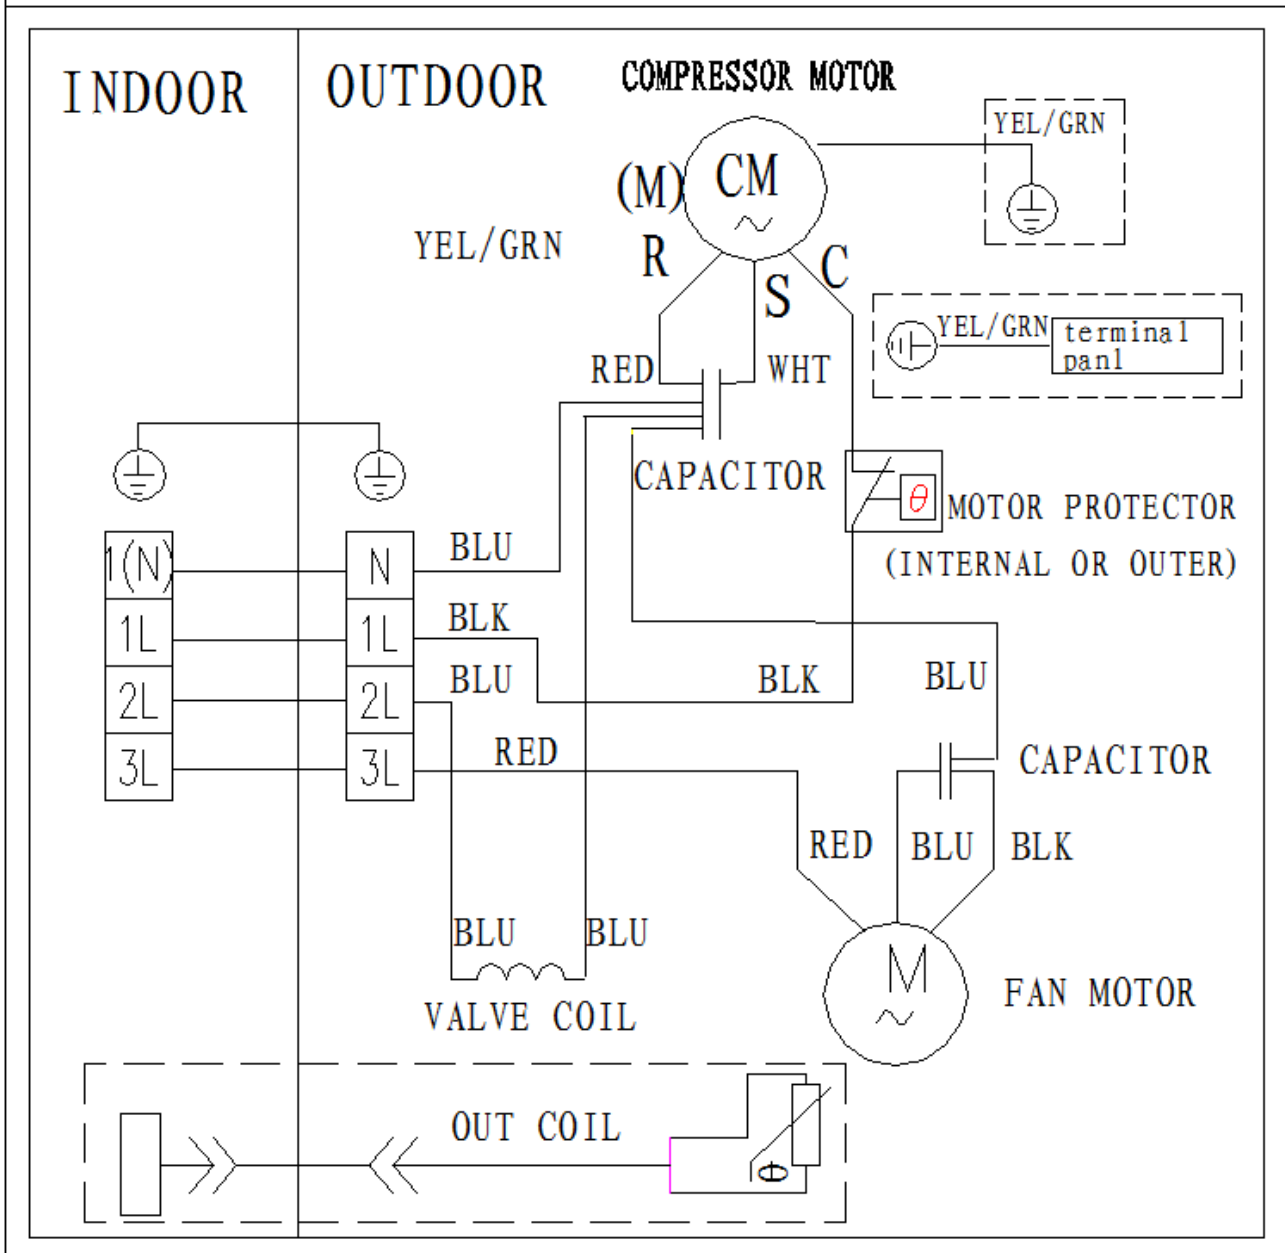 INDOOR
OUTDOOR
COMPRESSOR MOTOR
YEL/GRN
(M)
CM
YEL/GRN
R
S
C
YEL/GRN
terminal
panl
RED
WHT
CAPACITOR
θ
MOTOR PROTECTOR
(INTERNAL OR OUTER)
1(N)
N
BLU
1L
1L
BLK
2L
2L
BLU
BLK
BLU
3L
3L
RED
CAPACITOR
RED
BLU
BLK
BLU
BLU
M
FAN MOTOR
VALVE COIL
OUT COIL
θ